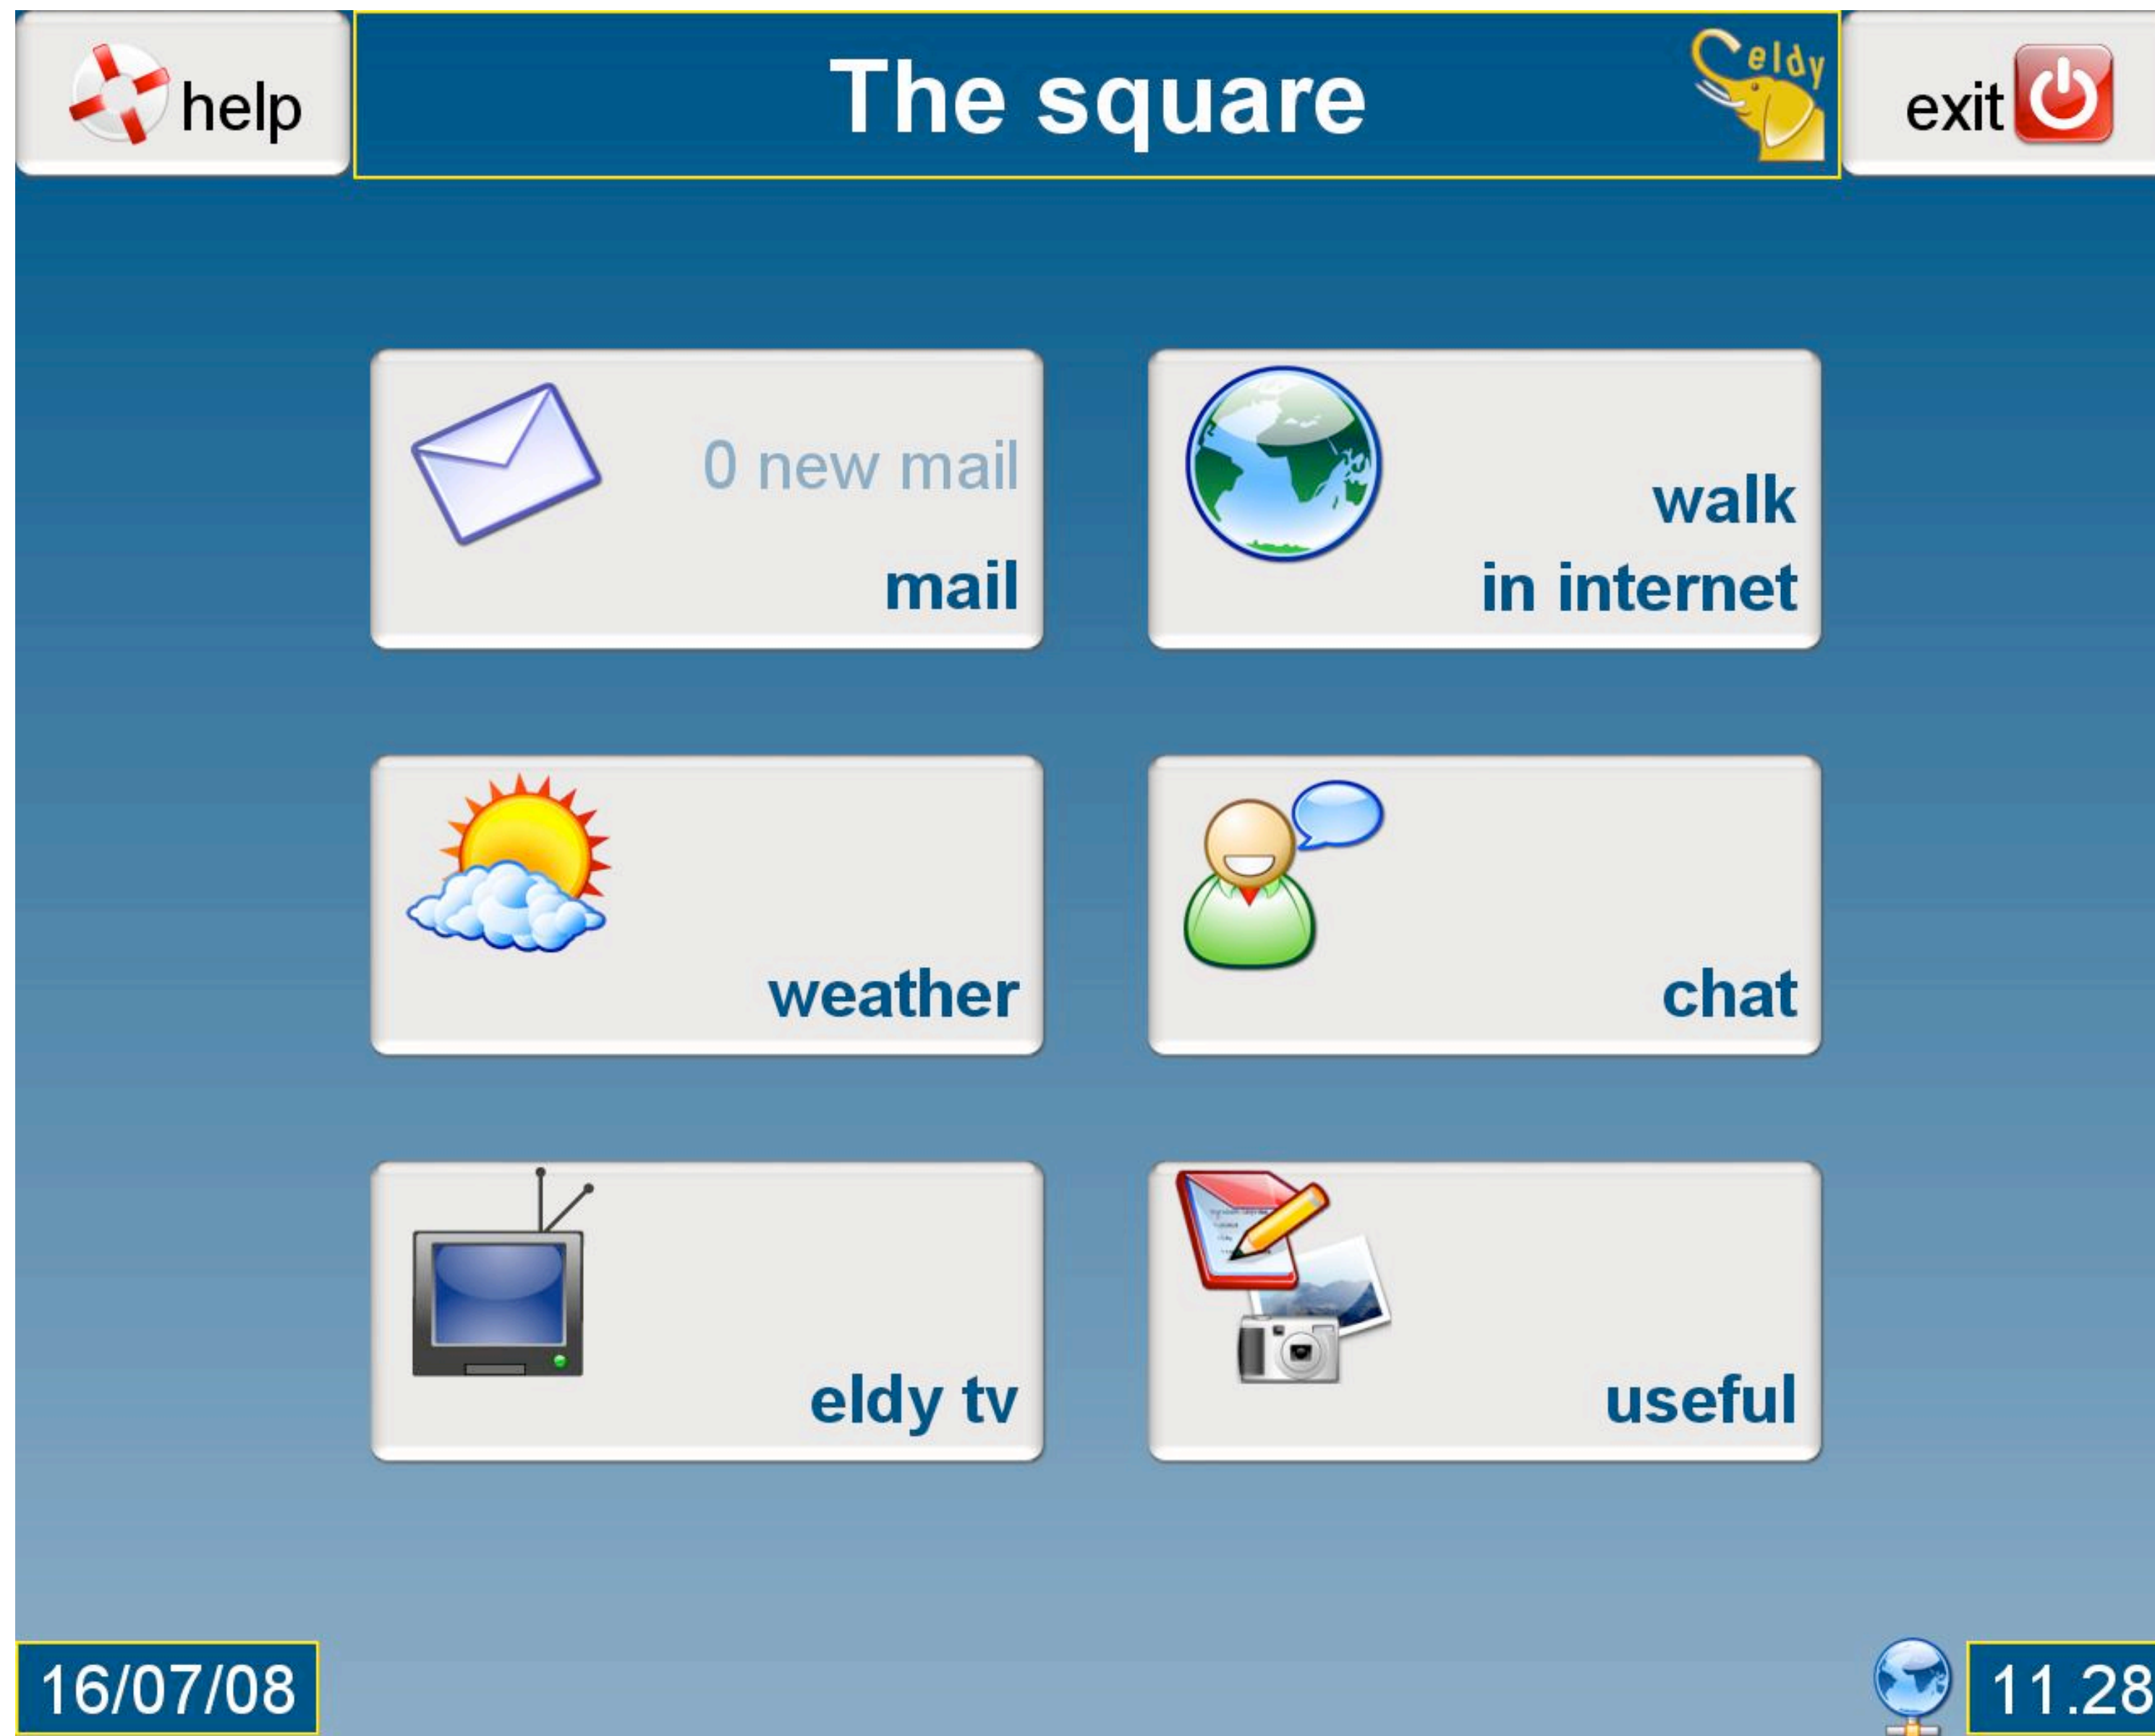 help
The square
eldy
exit
0 new mail
mail
walk
in internet
weather
chat
eldy tv
useful
16/07/08
11.28